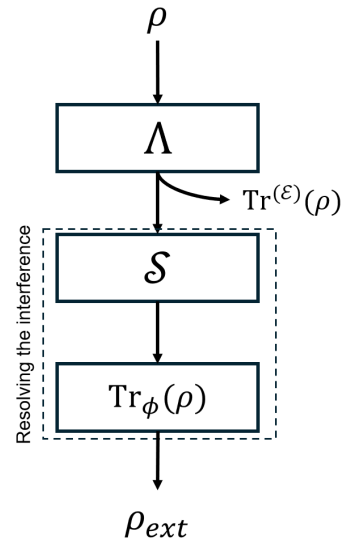 ρ
Λ
Tr^(ℰ)(ρ)
Resolving the interference
𝒮
Tr_ϕ(ρ)
ρ_ext